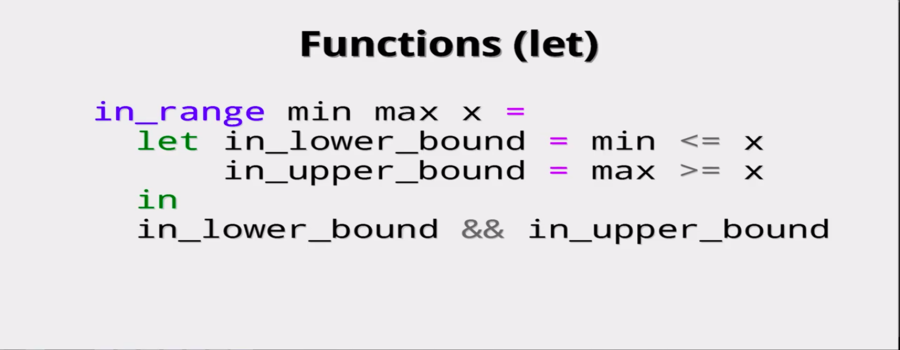 Functions (let)
in_range min max x =
let in_lower_bound = min <= x
in_upper_bound = max >= x
in
in_lower_bound && in_upper_bound